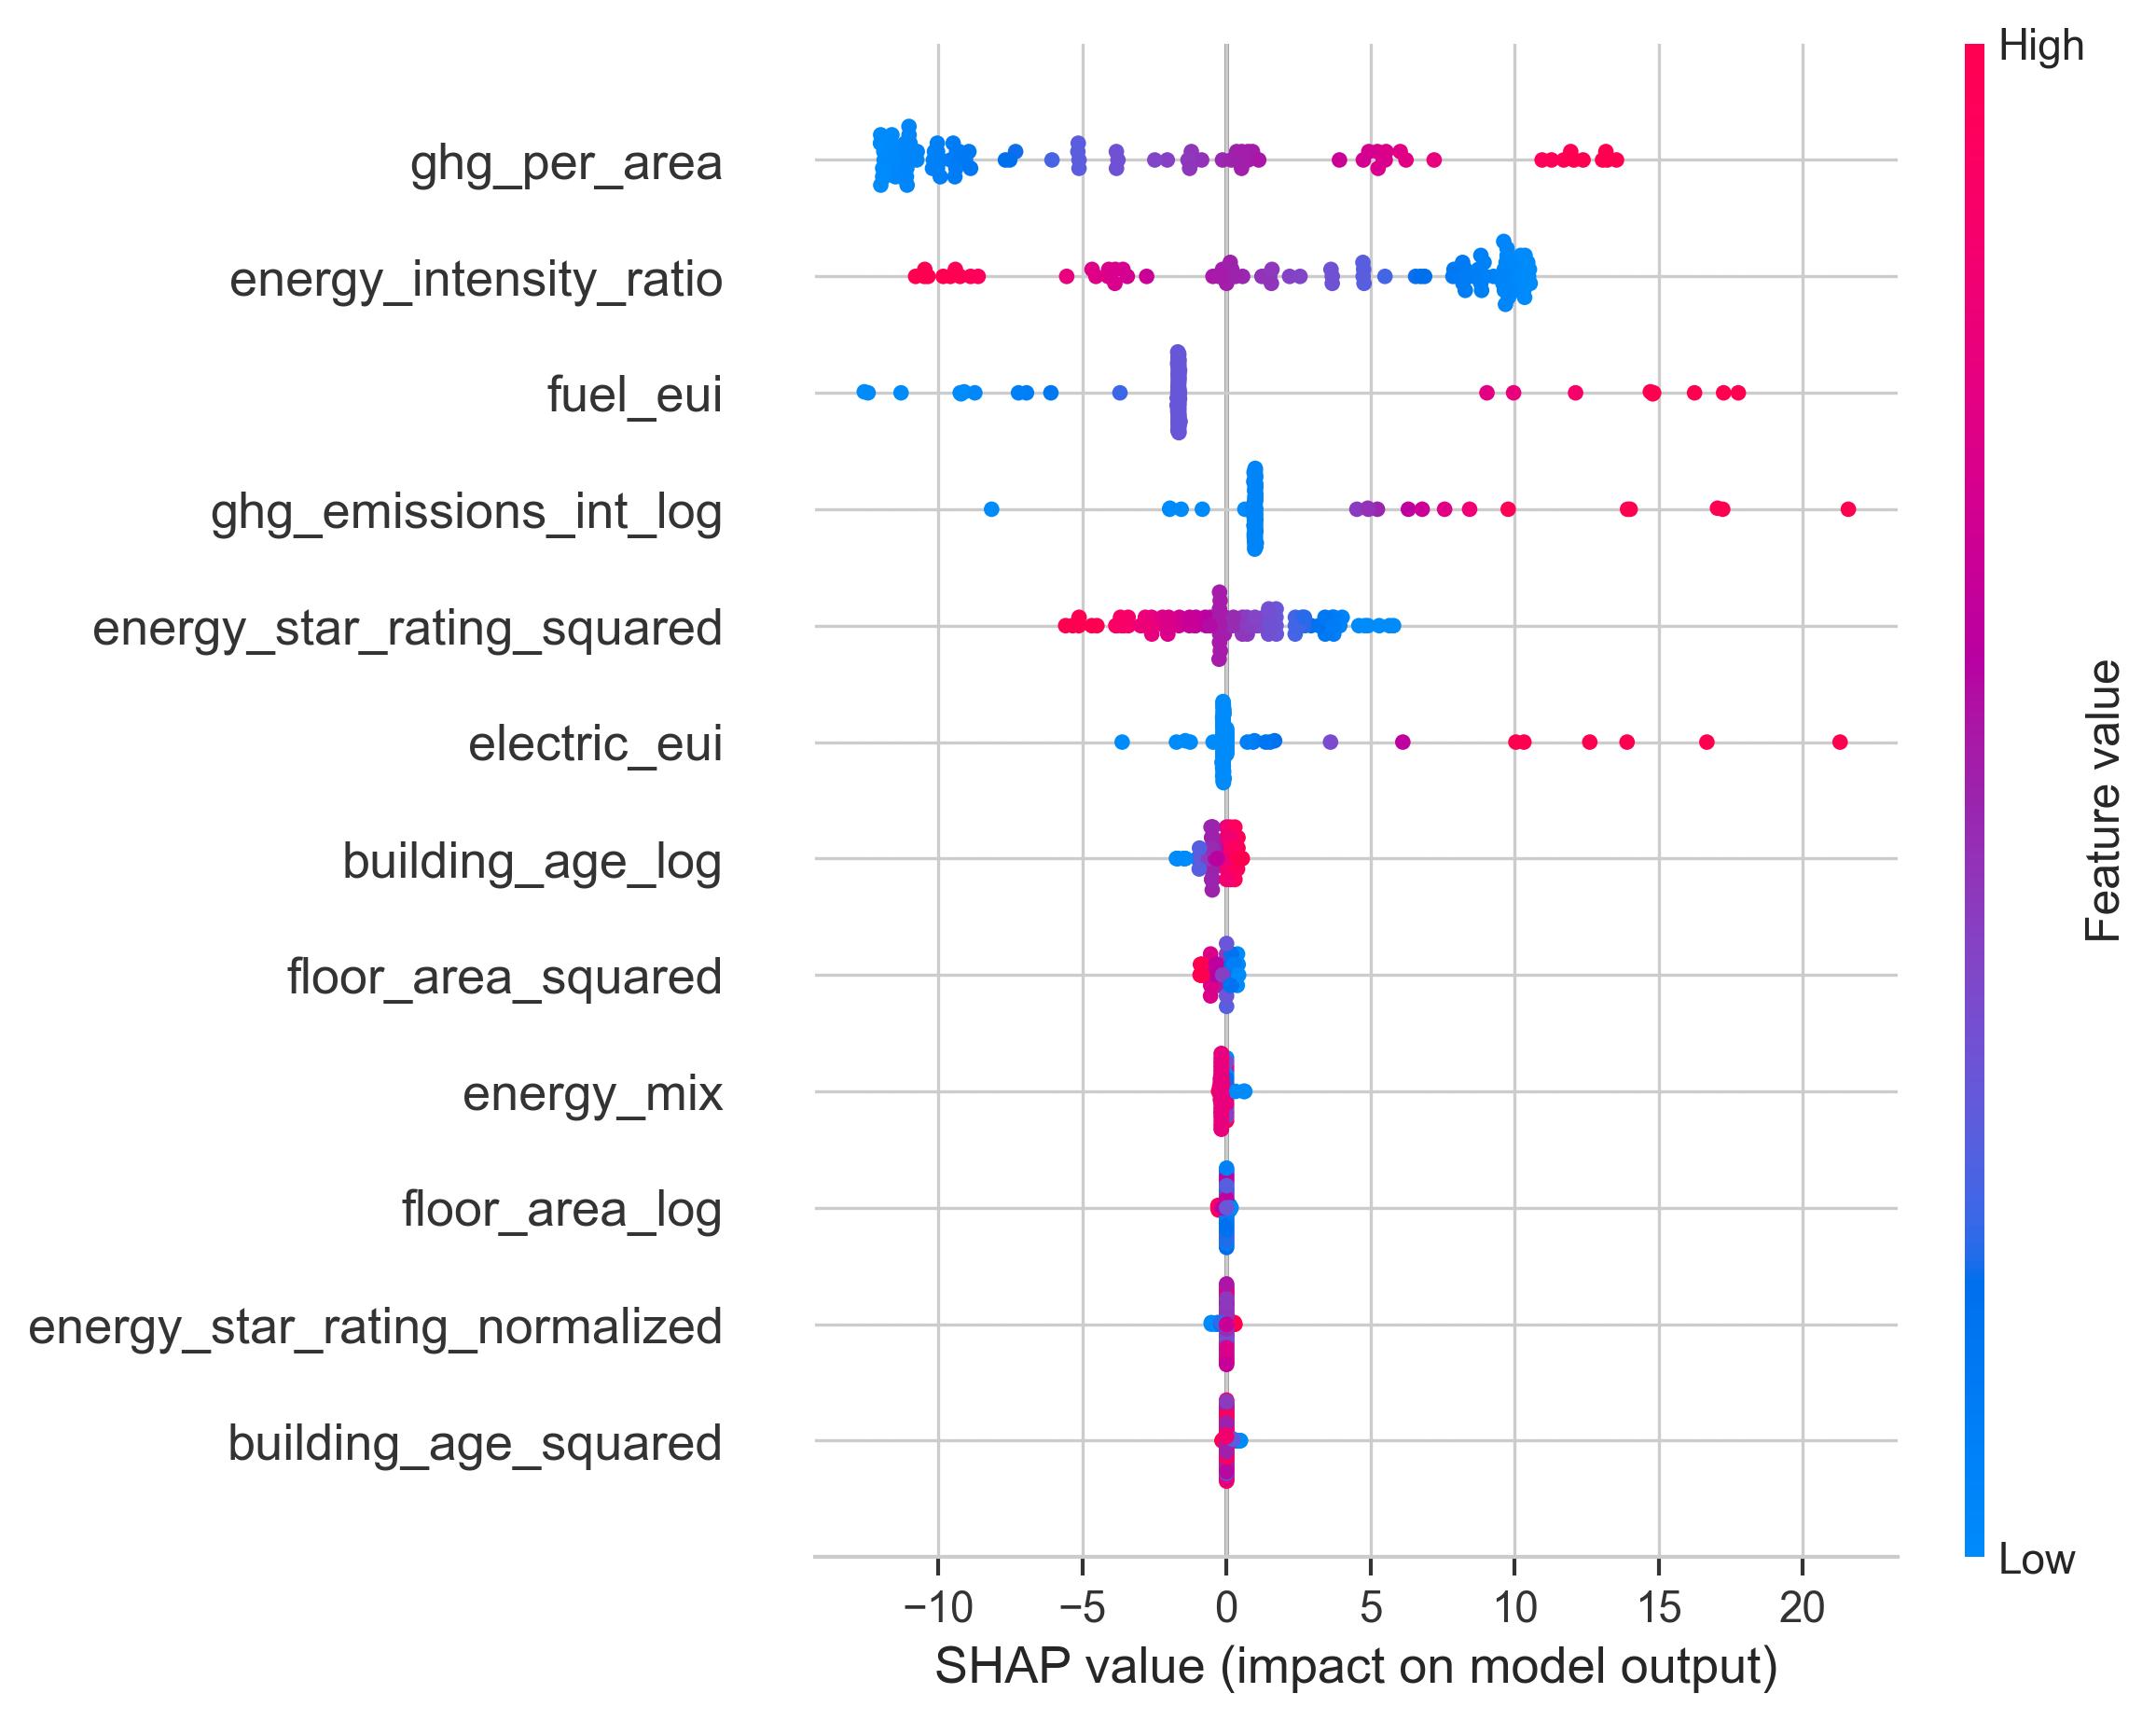 High
ghg_per_area
energy_intensity_ratio
fuel_eui
ghg_emissions_int_log
energy_star_rating_squared
electric_eui
building_age_log
floor_area_squared
energy_mix
floor_area_log
energy_star_rating_normalized
building_age_squared
Feature value
Low
−10 −5 0 5 10 15 20
SHAP value (impact on model output)